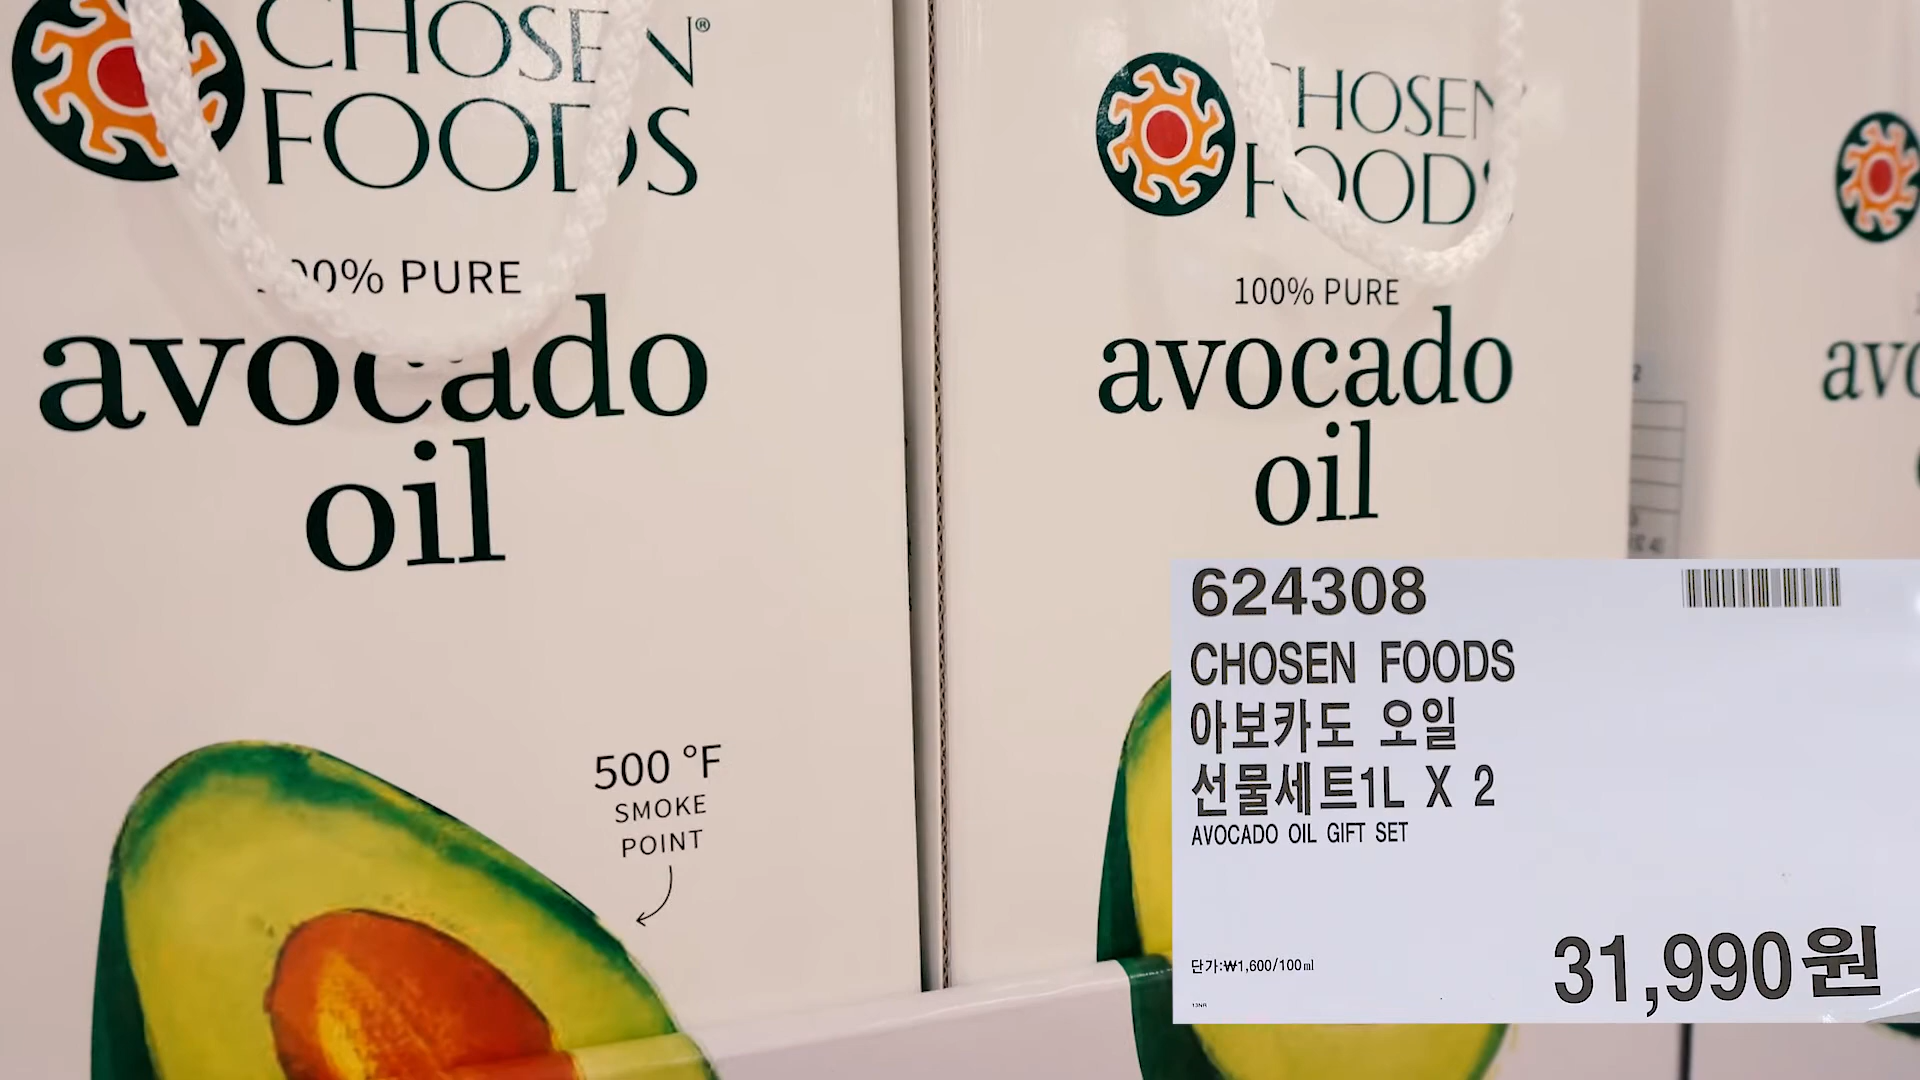 CHOSEN®
FOODS
PURE
avocado
oil
500 °F
SMOKE
POINT
CHOSEN
FOODS
100% PURE
avocado
oil
624308
CHOSEN FOODS
아보카도 오일
선물세트1L X 2
AVOCADO OIL GIFT SET
단가:₩1,600/100㎖
31,990원